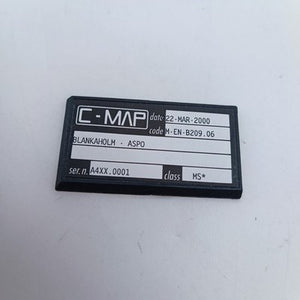 C-MAP date 22-MAR-2000
code M-EN-B209.06
BLANKAHOLM - ASPO
ser.n. A4XX.0001 class MS*